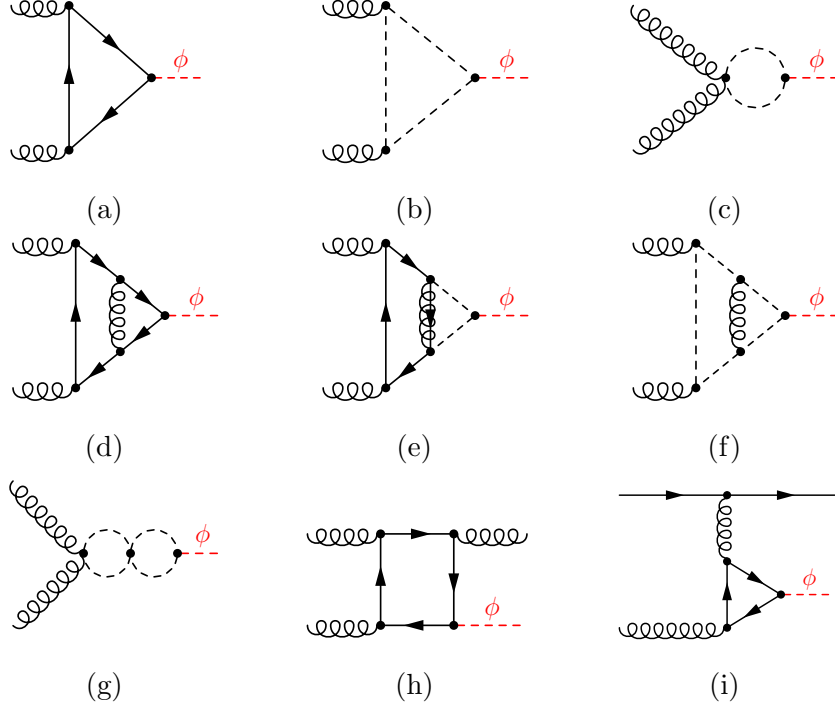 ϕ ϕ ϕ
(a) (b) (c)
ϕ ϕ ϕ
(d) (e) (f)
ϕ ϕ ϕ
(g) (h) (i)